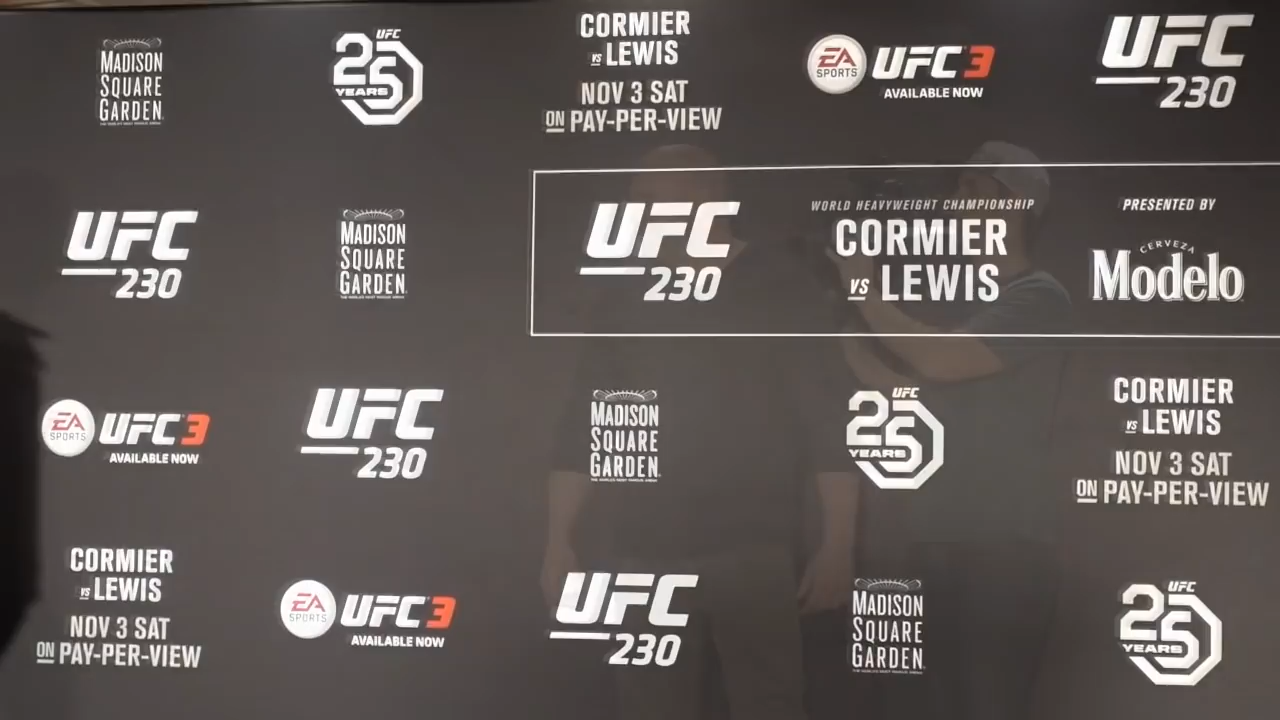 MADISON
SQUARE
GARDEN
UFC
25
YEARS
CORMIER
VS LEWIS
NOV 3 SAT
ON PAY-PER-VIEW
EA
SPORTS
UFC 3
AVAILABLE NOW
UFC
230
UFC
230
MADISON
SQUARE
GARDEN
UFC
230
WORLD HEAVYWEIGHT CHAMPIONSHIP
CORMIER
VS LEWIS
PRESENTED BY
CERVEZA
Modelo
EA
SPORTS
UFC 3
AVAILABLE NOW
UFC
230
MADISON
SQUARE
GARDEN
UFC
25
YEARS
CORMIER
VS LEWIS
NOV 3 SAT
ON PAY-PER-VIEW
CORMIER
VS LEWIS
NOV 3 SAT
ON PAY-PER-VIEW
EA
SPORTS
UFC 3
AVAILABLE NOW
UFC
230
MADISON
SQUARE
GARDEN
UFC
25
YEARS